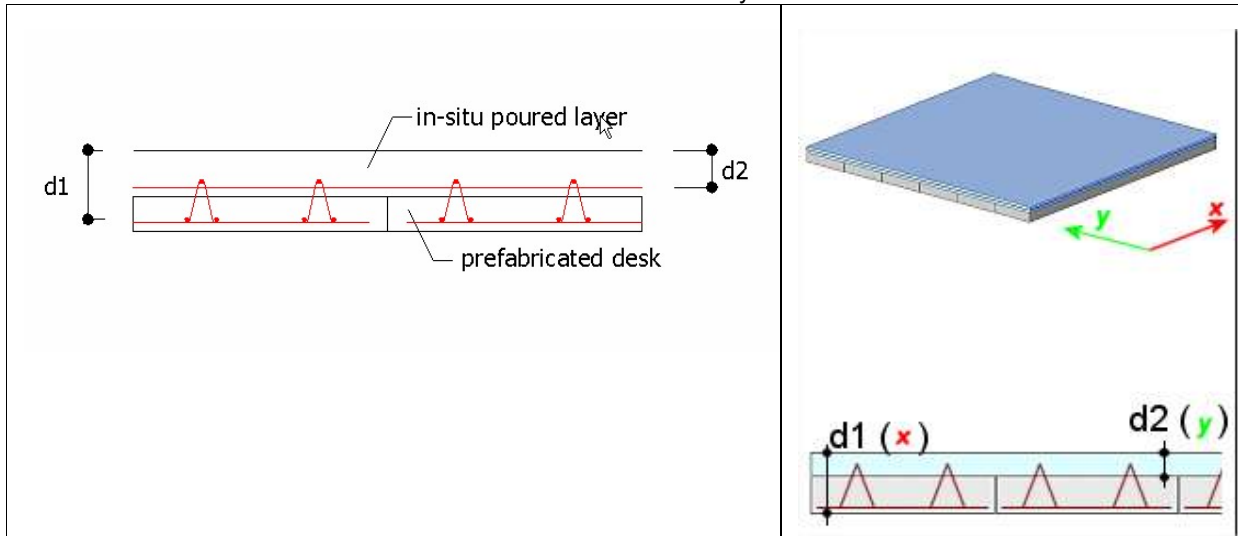 in-situ poured layer
d1
d2
prefabricated desk
y
x
d1 (x)
d2 (y)